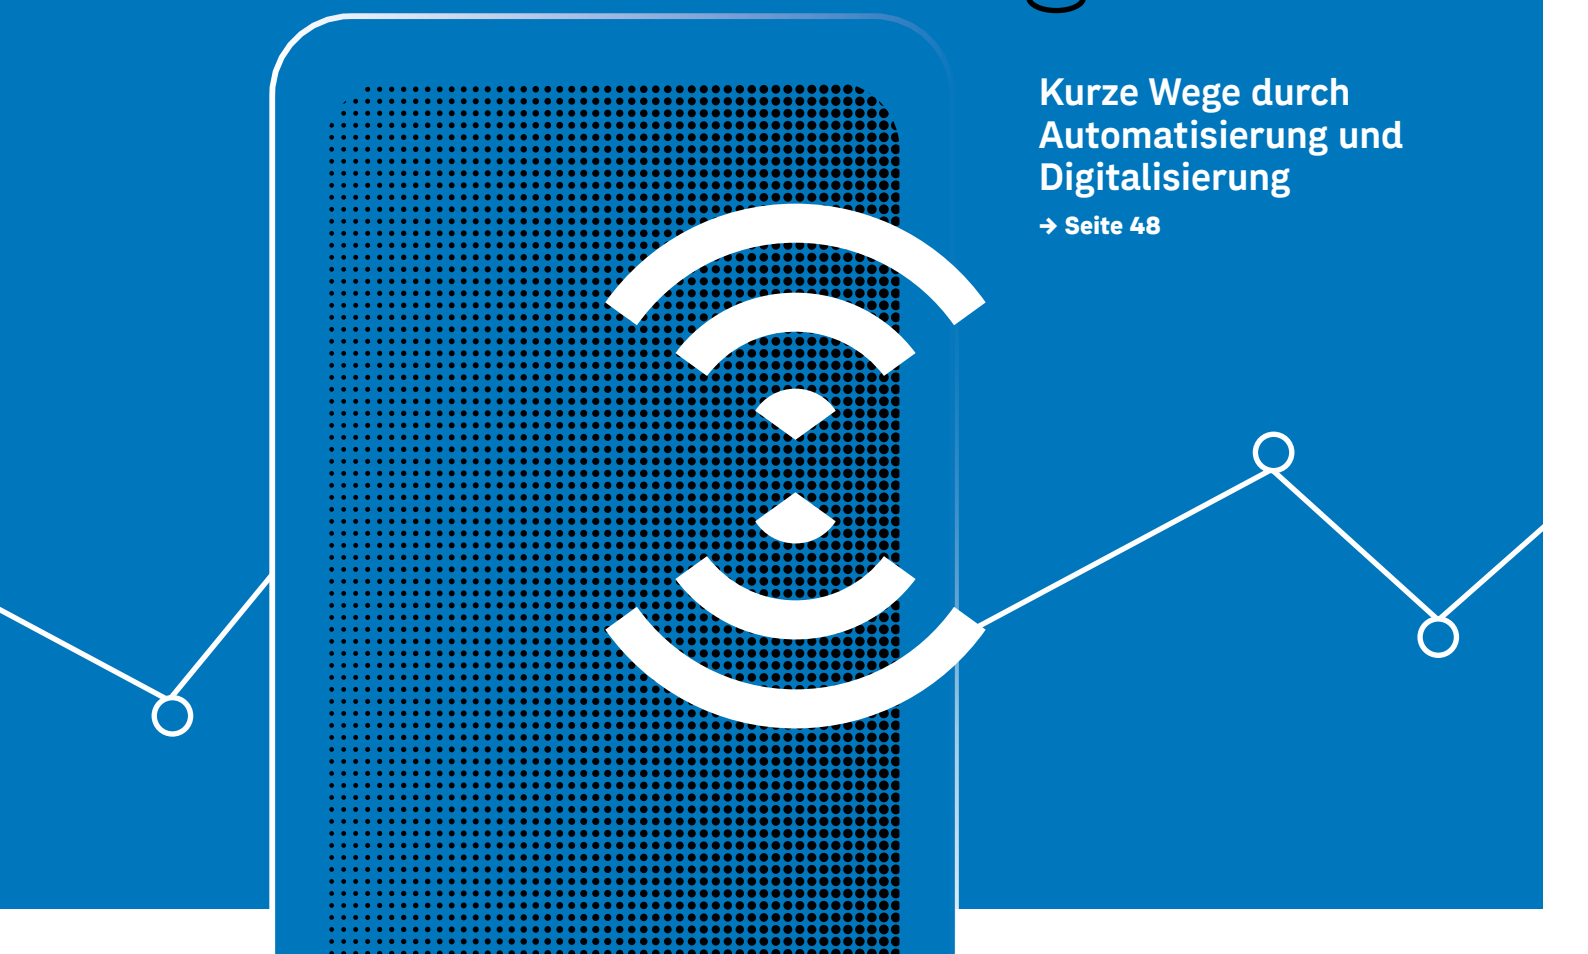 Kurze Wege durch
Automatisierung und
Digitalisierung
→ Seite 48